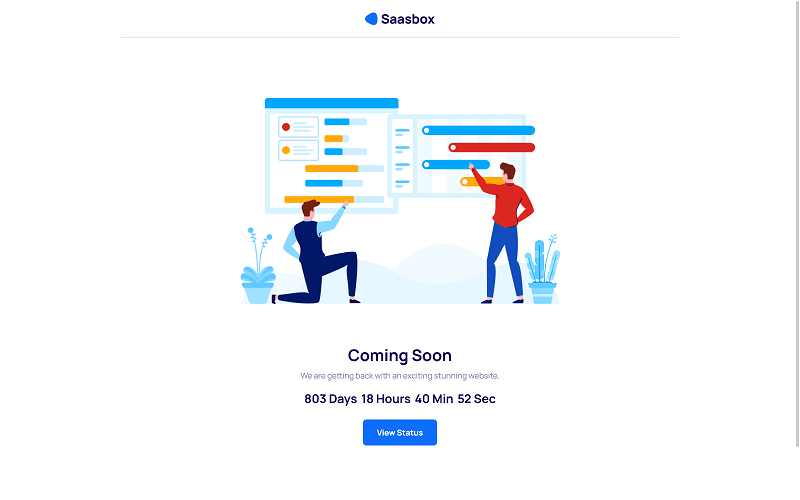 Saasbox
Coming Soon
We are getting back with an exciting stunning website.
803 Days 18 Hours 40 Min 52 Sec
View Status